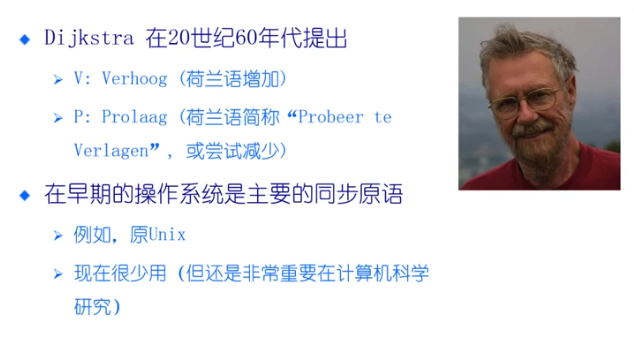 Dijkstra 在20世纪60年代提出
V: Verhoog (荷兰语增加)
P: Prolaag (荷兰语简称“Probeer te
Verlagen”, 或尝试减少)
在早期的操作系统是主要的同步原语
例如, 原Unix
现在很少用 (但还是非常重要在计算机科学
研究)